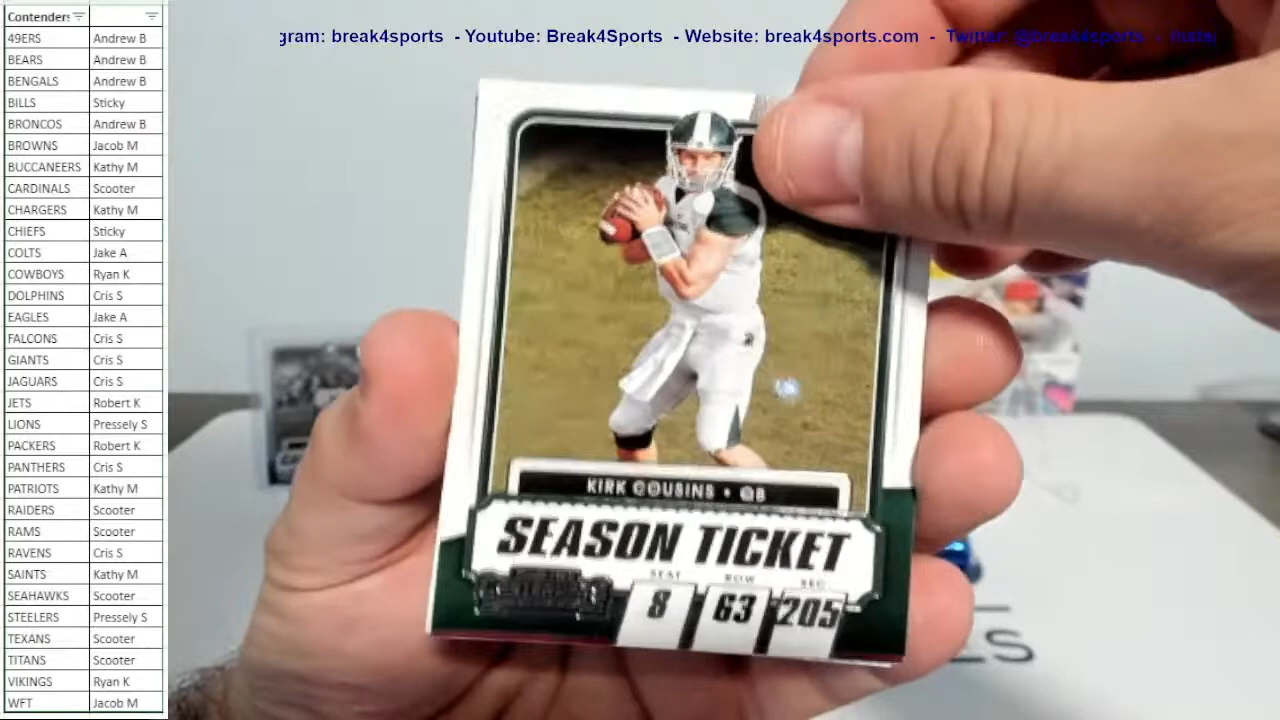 Contenders
49ERS Andrew B
BEARS Andrew B
BENGALS Andrew B
BILLS Sticky
BRONCOS Andrew B
BROWNS Jacob M
BUCCANEERS Kathy M
CARDINALS Scooter
CHARGERS Kathy M
CHIEFS Sticky
COLTS Jake A
COWBOYS Ryan K
DOLPHINS Cris S
EAGLES Jake A
FALCONS Cris S
GIANTS Cris S
JAGUARS Cris S
JETS Robert K
LIONS Pressely S
PACKERS Robert K
PANTHERS Cris S
PATRIOTS Kathy M
RAIDERS Scooter
RAMS Scooter
RAVENS Cris S
SAINTS Kathy M
SEAHAWKS Scooter
STEELERS Pressely S
TEXANS Scooter
TITANS Scooter
VIKINGS Ryan K
WFT Jacob M
gram: break4sports - Youtube: Break4Sports - Website: break4sports.com - Twitter: @break4sports - Insta
KIRK COUSINS • QB
SEASON TICKET
SEAT ROW SEC
8 63 205